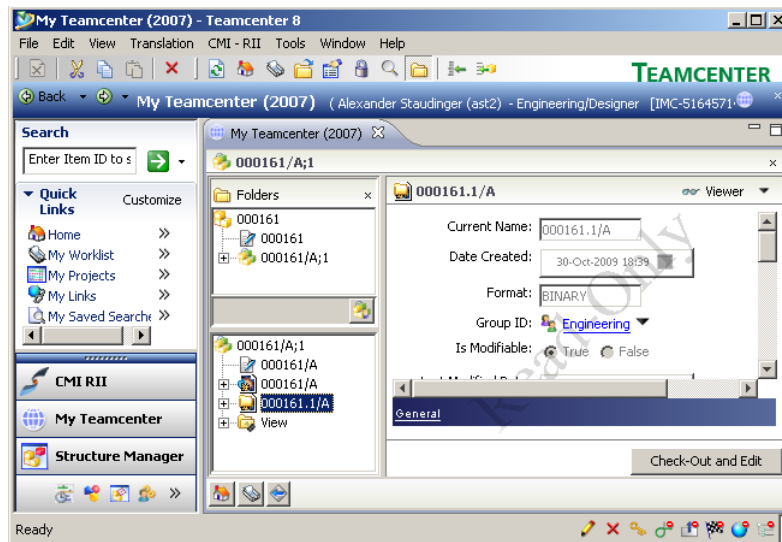 My Teamcenter (2007) - Teamcenter 8
File Edit View Translation CMI - RII Tools Window Help
TEAMCENTER
Back My Teamcenter (2007) ( Alexander Staudinger (ast2) - Engineering/Designer [IMC-5164571-
Search
Enter Item ID to s
Quick Links Customize
Home
My Worklist
My Projects
My Links
My Saved Searche
CMI RII
My Teamcenter
Structure Manager
My Teamcenter (2007)
000161/A;1
Folders
000161
000161
000161/A;1
000161/A;1
000161/A
000161/A
000161.1/A
View
000161.1/A Viewer
Current Name: 000161.1/A
Date Created: 30-Oct-2009 18:39
Format: BINARY
Group ID: Engineering
Is Modifiable: True False
Read-Only
General
Check-Out and Edit
Ready